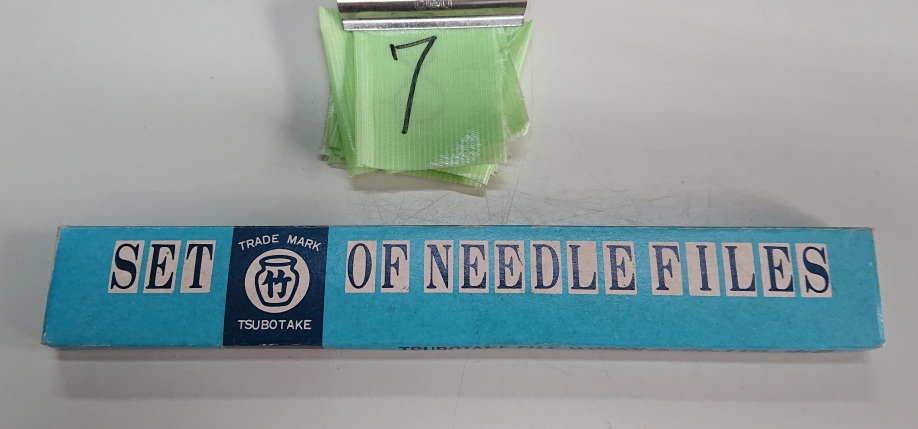 7
SET OF NEEDLE FILES
TRADE MARK
竹
TSUBOTAKE